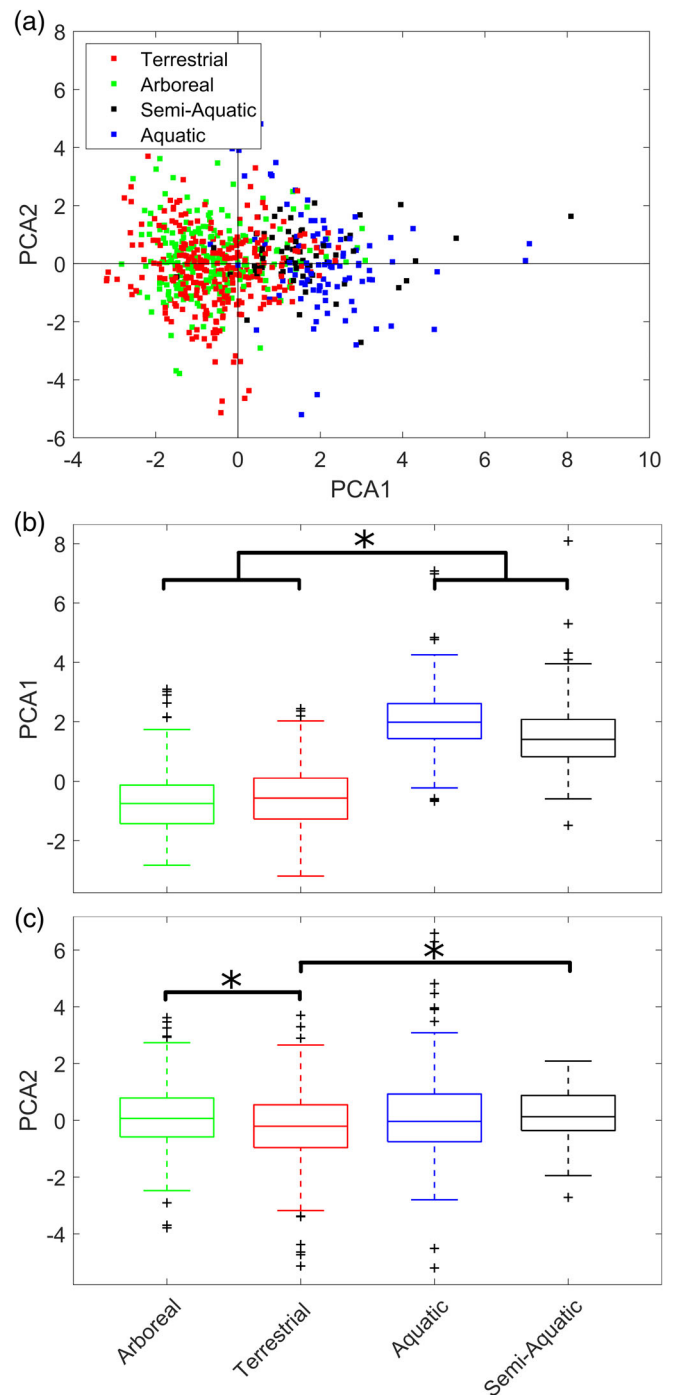 (a)
8
6
4
2
0
-2
-4
-6
PCA2
Terrestrial
Arboreal
Semi-Aquatic
Aquatic
-4 -2 0 2 4 6 8 10
PCA1
(b)
*
8
6
4
2
0
-2
PCA1
(c)
* *
6
4
2
0
-2
-4
PCA2
Arboreal Terrestrial Aquatic Semi-Aquatic